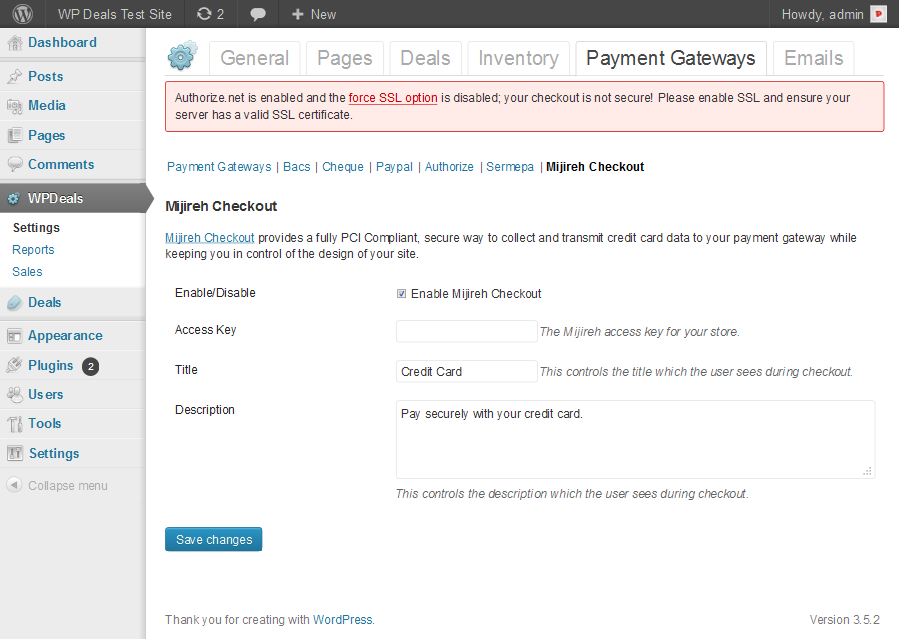 WP Deals Test Site 2 + New Howdy, admin
Dashboard
Posts
Media
Pages
Comments
WPDeals
Settings
Reports
Sales
Deals
Appearance
Plugins 2
Users
Tools
Settings
Collapse menu
General Pages Deals Inventory Payment Gateways Emails
Authorize.net is enabled and the force SSL option is disabled; your checkout is not secure! Please enable SSL and ensure your
server has a valid SSL certificate.
Payment Gateways | Bacs | Cheque | Paypal | Authorize | Sermepa | Mijireh Checkout
Mijireh Checkout
Mijireh Checkout provides a fully PCI Compliant, secure way to collect and transmit credit card data to your payment gateway while
keeping you in control of the design of your site.
Enable/Disable Enable Mijireh Checkout
Access Key The Mijireh access key for your store.
Title Credit Card This controls the title which the user sees during checkout.
Description Pay securely with your credit card.
This controls the description which the user sees during checkout.
Save changes
Thank you for creating with WordPress. Version 3.5.2